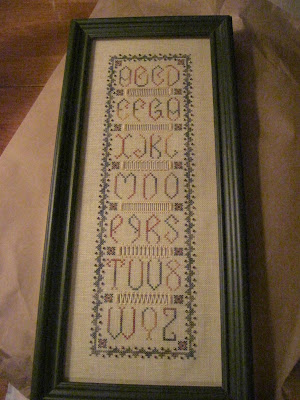 ABCD
EFGH
IJKL
MNO
PQRS
TUVX
WYZ